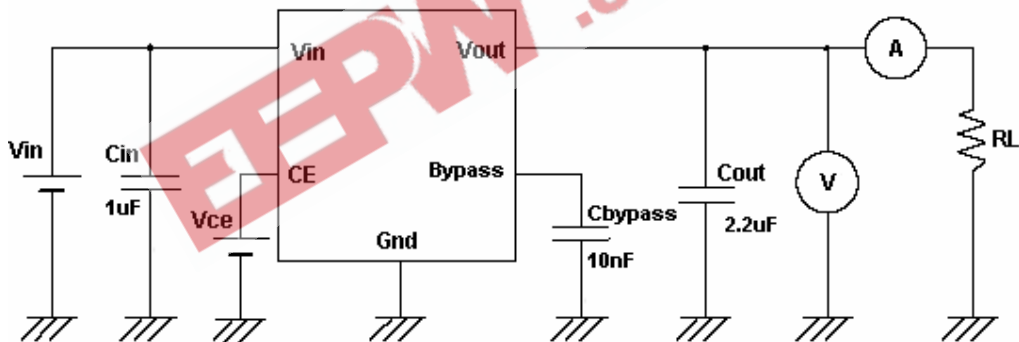 EEPW.c
Vin
Vout
A
Vin
Cin
1uF
CE
Bypass
Vce
Gnd
Cbypass
10nF
Cout
2.2uF
V
RL